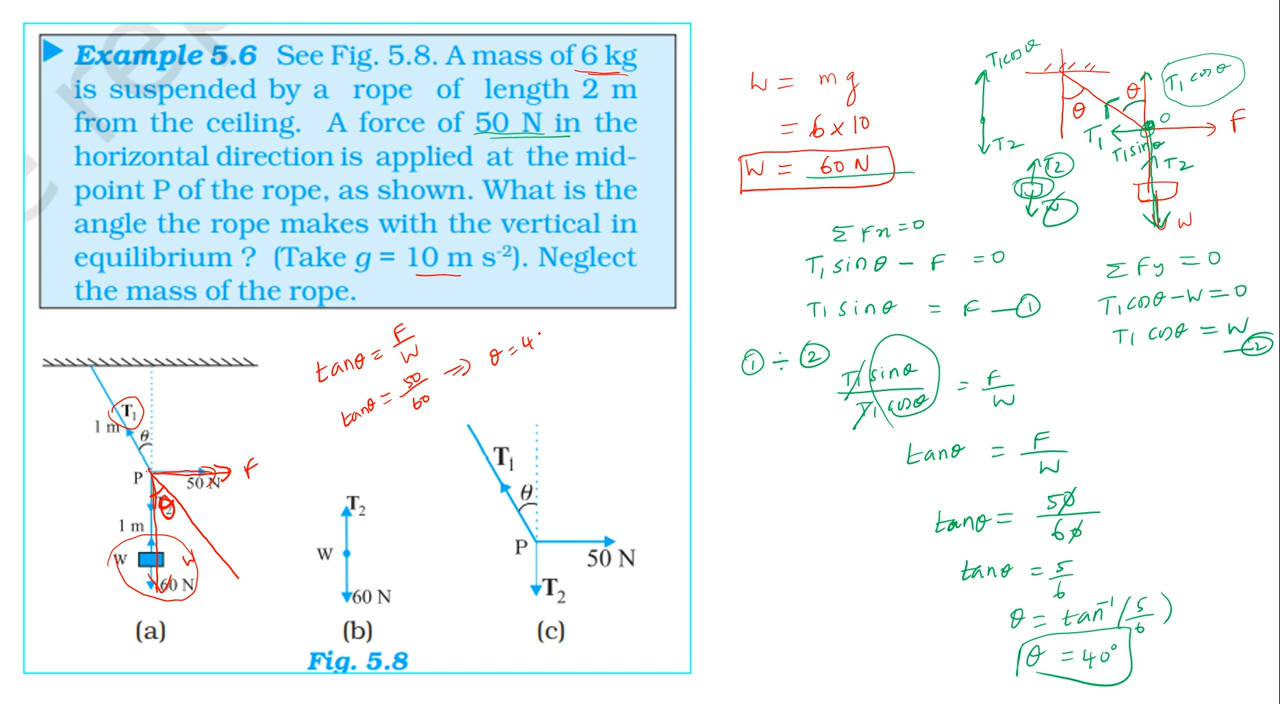 Example 5.6 See Fig. 5.8. A mass of 6 kg
is suspended by a rope of length 2 m
from the ceiling. A force of 50 N in the
horizontal direction is applied at the mid-
point P of the rope, as shown. What is the
angle the rope makes with the vertical in
equilibrium ? (Take g = 10 m s⁻²). Neglect
the mass of the rope.
T₁
1 m
θ
P
50 N
F
θ
1 m
W
W
60 N
(a)
tanθ = F/W
tanθ = 50/60 => θ = 4
T₂
W
60 N
(b)
T₁
θ
P
50 N
T₂
(c)
Fig. 5.8
W = mg
= 6 x 10
W = 60 N
T₁cosθ
T₂
T₂
W
θ
θ
T₁cosθ
O
F
T₁
T₁sinθ
T₂
W
ΣFx = 0
T₁ sinθ - F = 0
T₁ sinθ = F —①
ΣFy = 0
T₁cosθ - W = 0
T₁ cosθ = W
—②
① ÷ ②
T₁ sinθ / T₁ cosθ = F/W
tanθ = F/W
tanθ = 50/60
tanθ = 5/6
θ = tan⁻¹(5/6)
θ = 40°